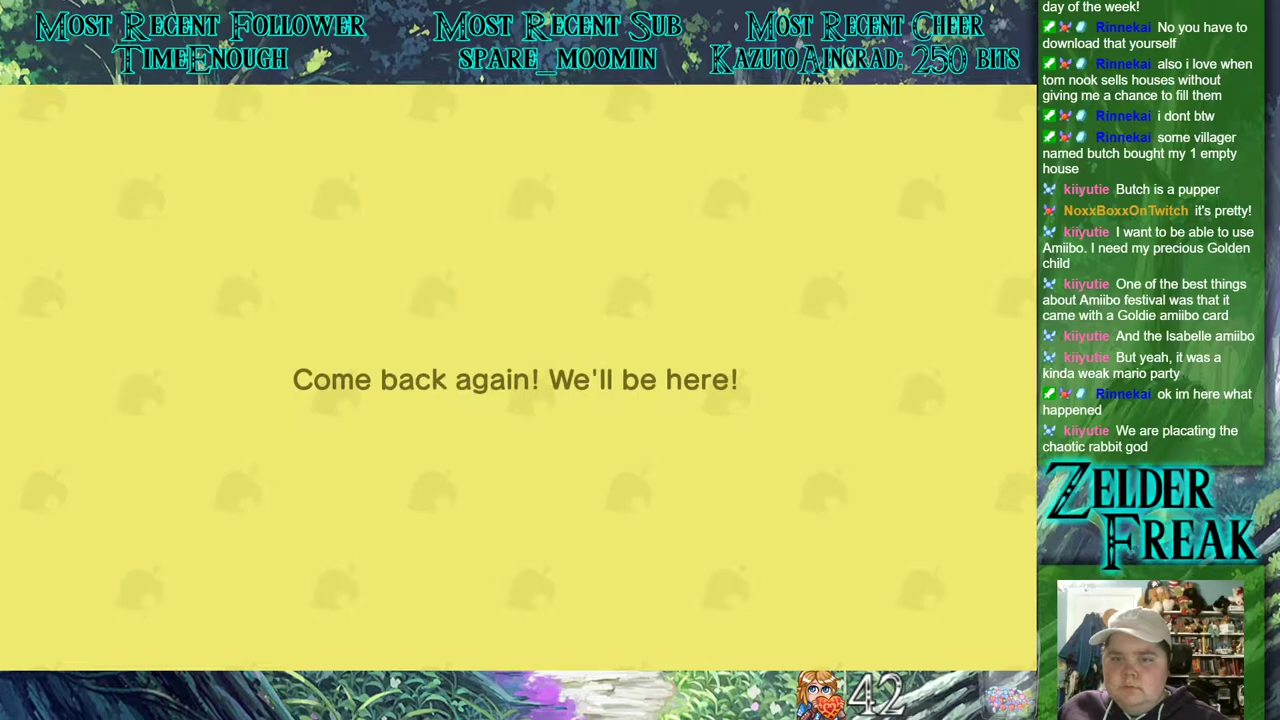 Most Recent Follower
TimeEnough
Most Recent Sub
spare_moomin
Most Recent Cheer
KazutoAincrad: 250 bits
Come back again! We'll be here!
42
day of the week!
Rinnekai No you have to
download that yourself
Rinnekai also i love when
tom nook sells houses without
giving me a chance to fill them
Rinnekai i dont btw
Rinnekai some villager
named butch bought my 1 empty
house
kiiyutie Butch is a pupper
NoxxBoxxOnTwitch it's pretty!
kiiyutie I want to be able to use
Amiibo. I need my precious Golden
child
kiiyutie One of the best things
about Amiibo festival was that it
came with a Goldie amiibo card
kiiyutie And the Isabelle amiibo
kiiyutie But yeah, it was a
kinda weak mario party
Rinnekai ok im here what
happened
kiiyutie We are placating the
chaotic rabbit god
Zelder
Freak